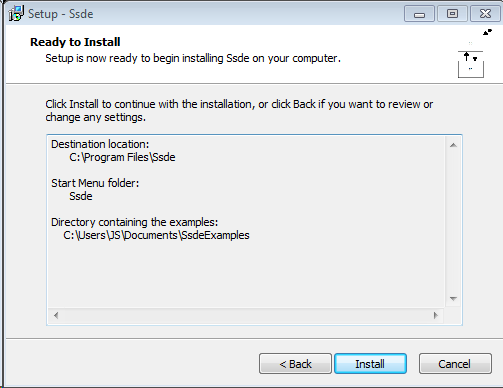 Setup - Ssde
Ready to Install
Setup is now ready to begin installing Ssde on your computer.
Click Install to continue with the installation, or click Back if you want to review or
change any settings.
Destination location:
C:\Program Files\Ssde
Start Menu folder:
Ssde
Directory containing the examples:
C:\Users\JS\Documents\SsdeExamples
< Back
Install
Cancel